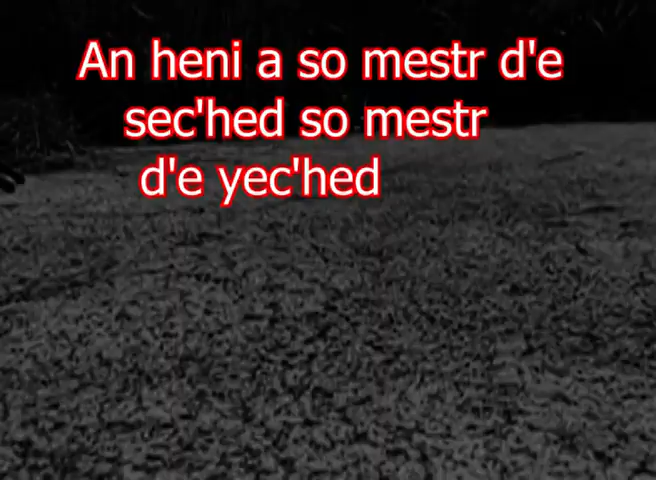 An heni a so mestr d'e
sec'hed so mestr
d'e yec'hed